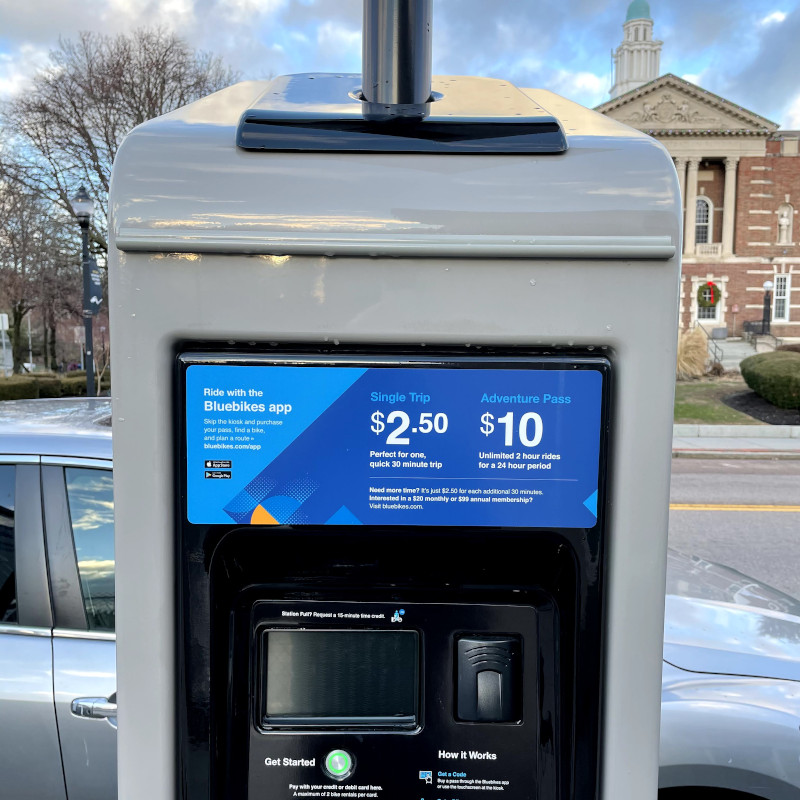 Ride with the
Bluebikes app
Skip the kiosk and purchase
your pass, find a bike,
and plan a route »
bluebikes.com/app
App Store
Google Play
Single Trip
$2.50
Perfect for one,
quick 30 minute trip
Adventure Pass
$10
Unlimited 2 hour rides
for a 24 hour period
Need more time? It's just $2.50 for each additional 30 minutes.
Interested in a $20 monthly or $99 annual membership?
Visit bluebikes.com.
Station Full? Request a 15-minute time credit.
Get Started
Pay with your credit or debit card here.
A maximum of 2 bike rentals per card.
How it Works
Get a Code
Buy a pass through the Bluebikes app
or use the touchscreen at the kiosk.